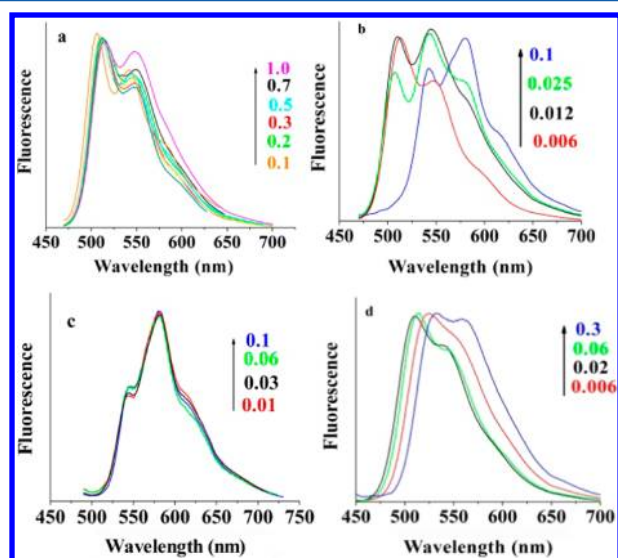 a
1.0
0.7
0.5
0.3
0.2
0.1
Fluorescence
450 500 550 600 650 700
Wavelength (nm)
b
0.1
0.025
0.012
0.006
Fluorescence
450 500 550 600 650 700
Wavelength (nm)
c
0.1
0.06
0.03
0.01
Fluorescence
450 500 550 600 650 700 750
Wavelength (nm)
d
0.3
0.06
0.02
0.006
Fluorescence
450 500 550 600 650 700
Wavelength (nm)